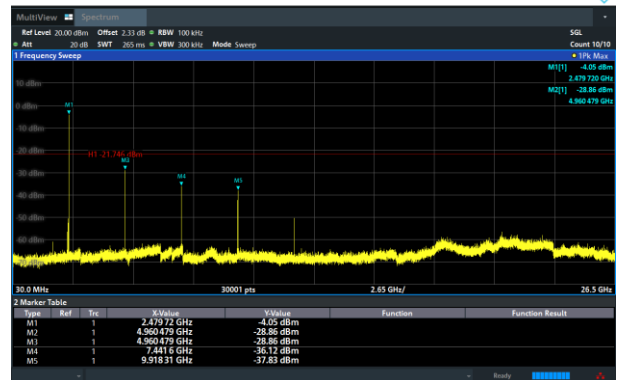 MultiView Spectrum
Ref Level 20.00 dBm Offset 2.33 dB RBW 100 kHz SGL
Att 20 dB SWT 265 ms VBW 300 kHz Mode Sweep Count 10/10
1 Frequency Sweep 1Pk Max
M1[1] -4.05 dBm
2.479 720 GHz
M2[1] -28.86 dBm
4.960 479 GHz
10 dBm
0 dBm
M1
-10 dBm
-20 dBm
H1 -21.746 dBm
M3
-30 dBm
M4
M5
-40 dBm
-50 dBm
-60 dBm
30.0 MHz 30001 pts 2.65 GHz/ 26.5 GHz
2 Marker Table
Type Ref Trc X-Value Y-Value Function Function Result
M1 1 2.479 72 GHz -4.05 dBm
M2 1 4.960 479 GHz -28.86 dBm
M3 1 4.960 479 GHz -28.86 dBm
M4 1 7.441 6 GHz -36.12 dBm
M5 1 9.918 31 GHz -37.83 dBm
Ready